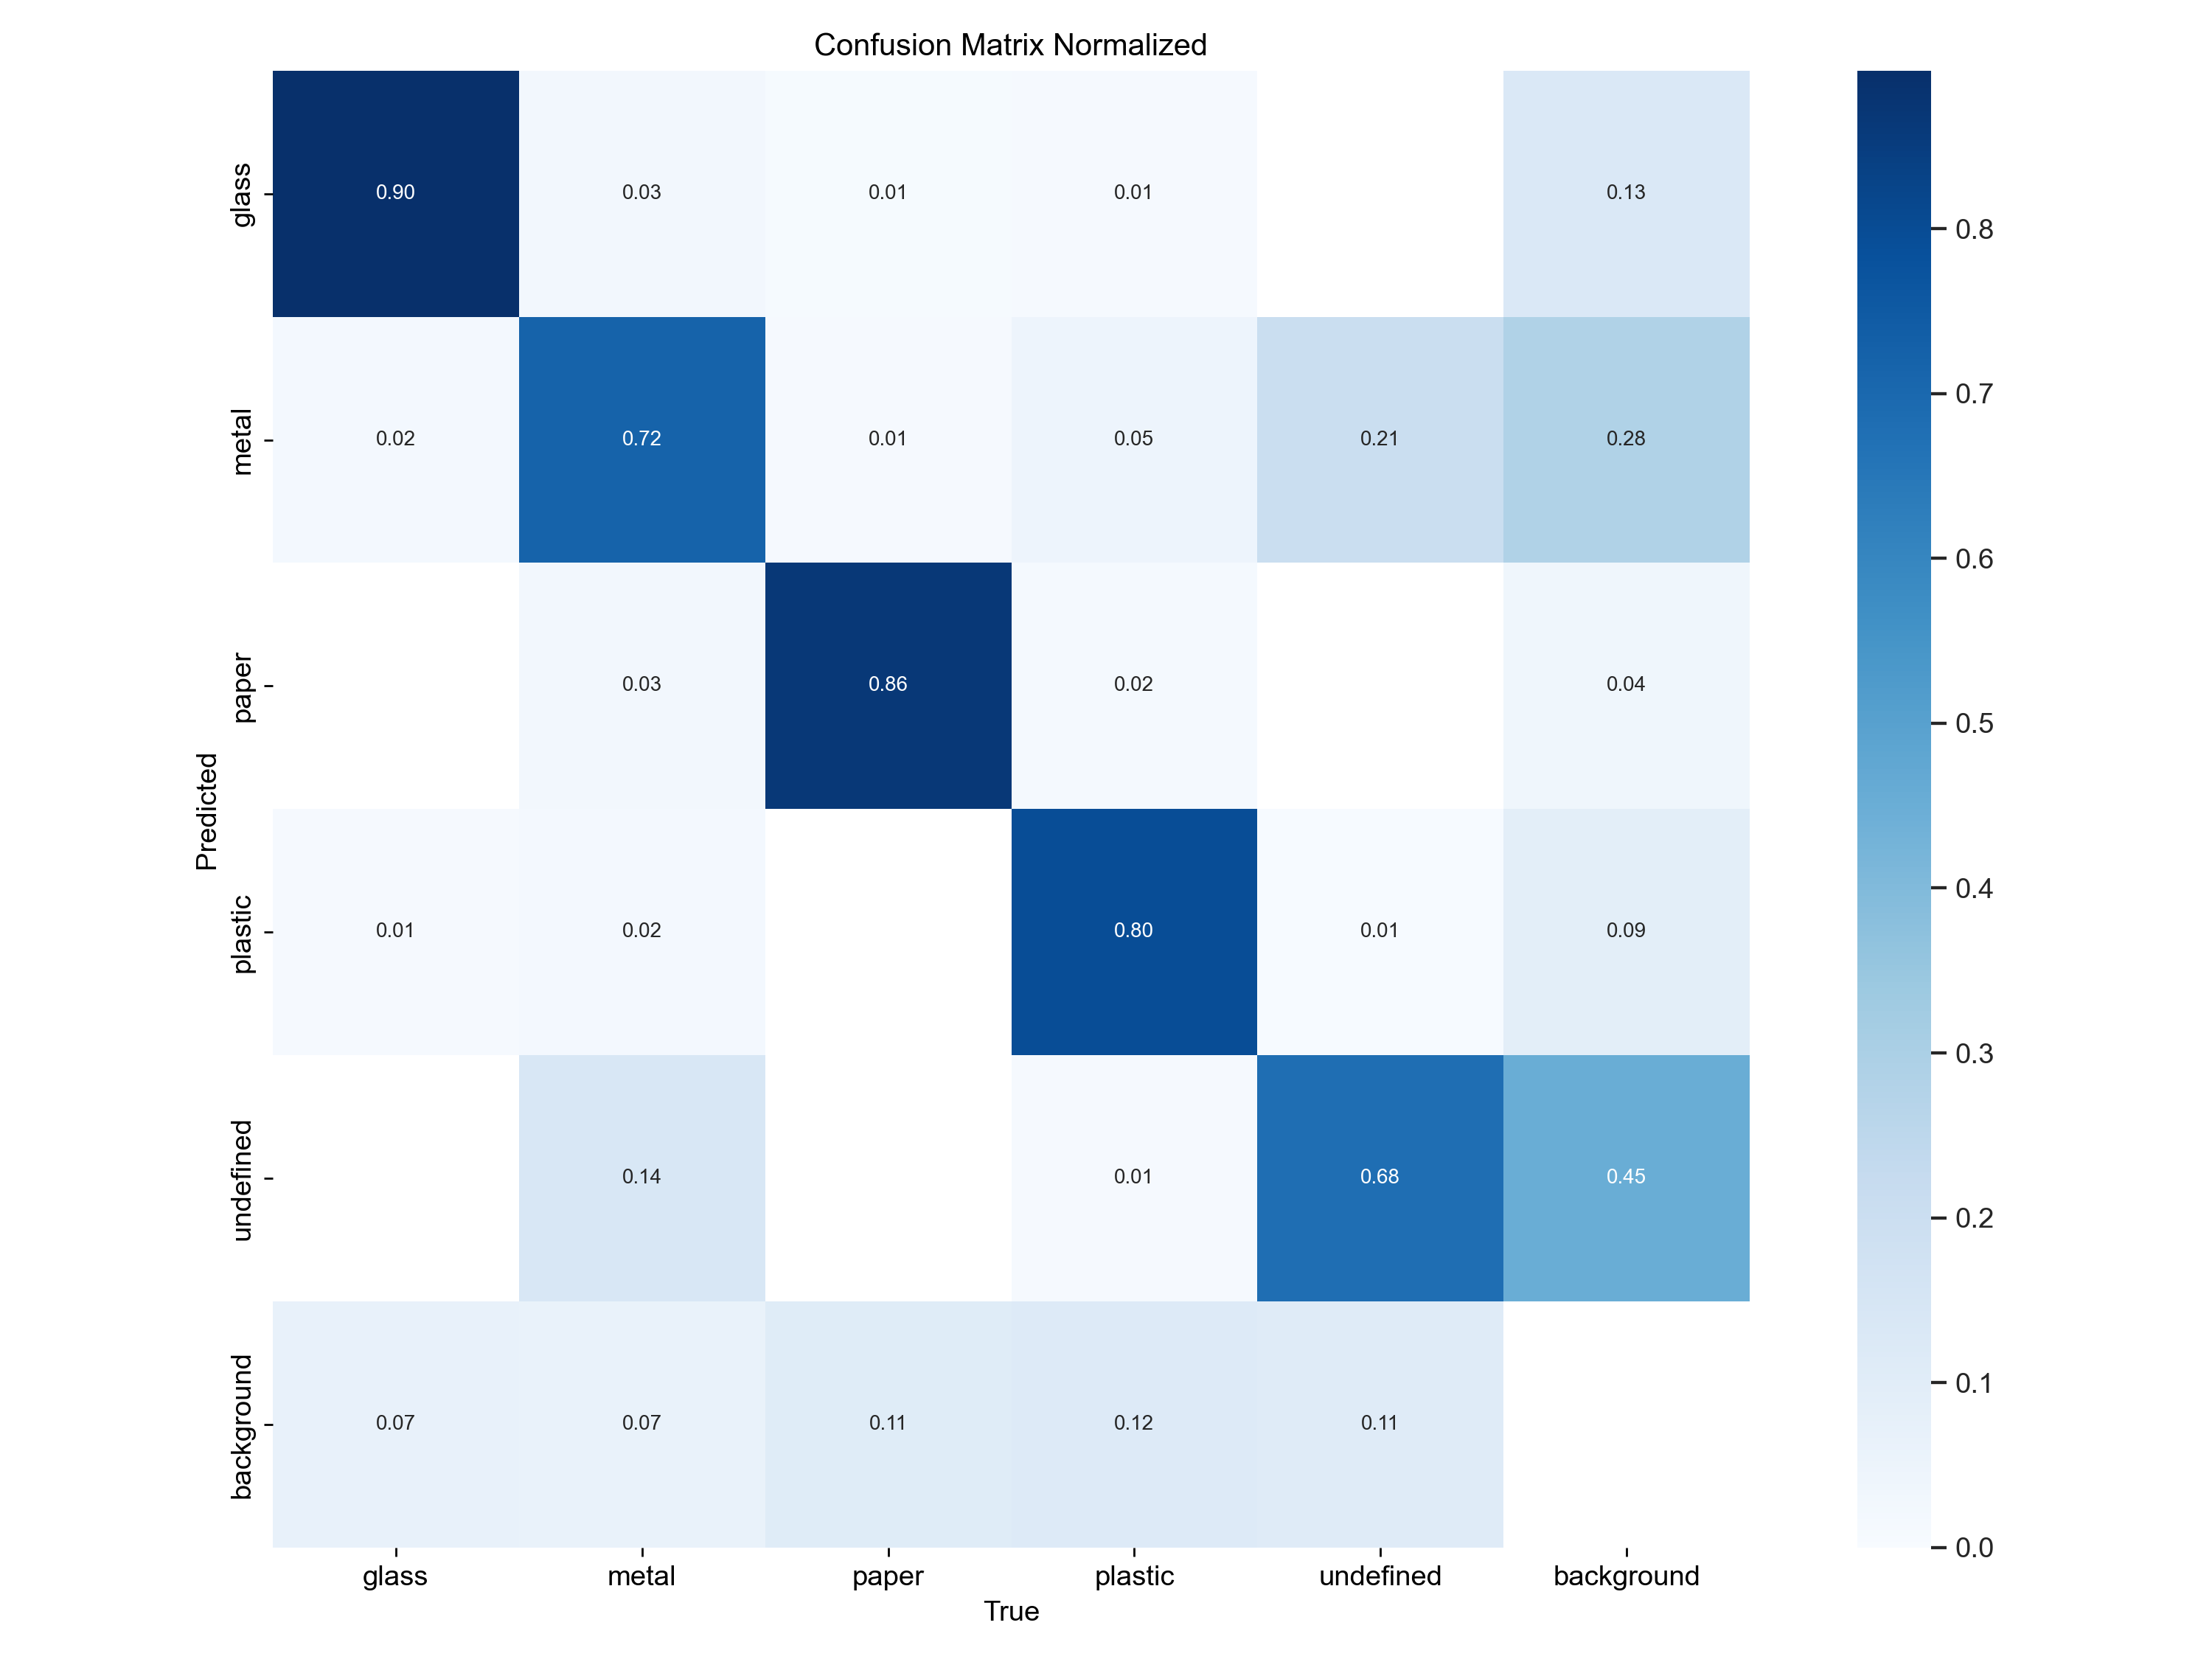 Confusion Matrix Normalized
glass 0.90 0.03 0.01 0.01 0.13
metal 0.02 0.72 0.01 0.05 0.21 0.28
paper 0.03 0.86 0.02 0.04
plastic 0.01 0.02 0.80 0.01 0.09
undefined 0.14 0.01 0.68 0.45
background 0.07 0.07 0.11 0.12 0.11
Predicted
glass metal paper plastic undefined background
True
0.8
0.7
0.6
0.5
0.4
0.3
0.2
0.1
0.0